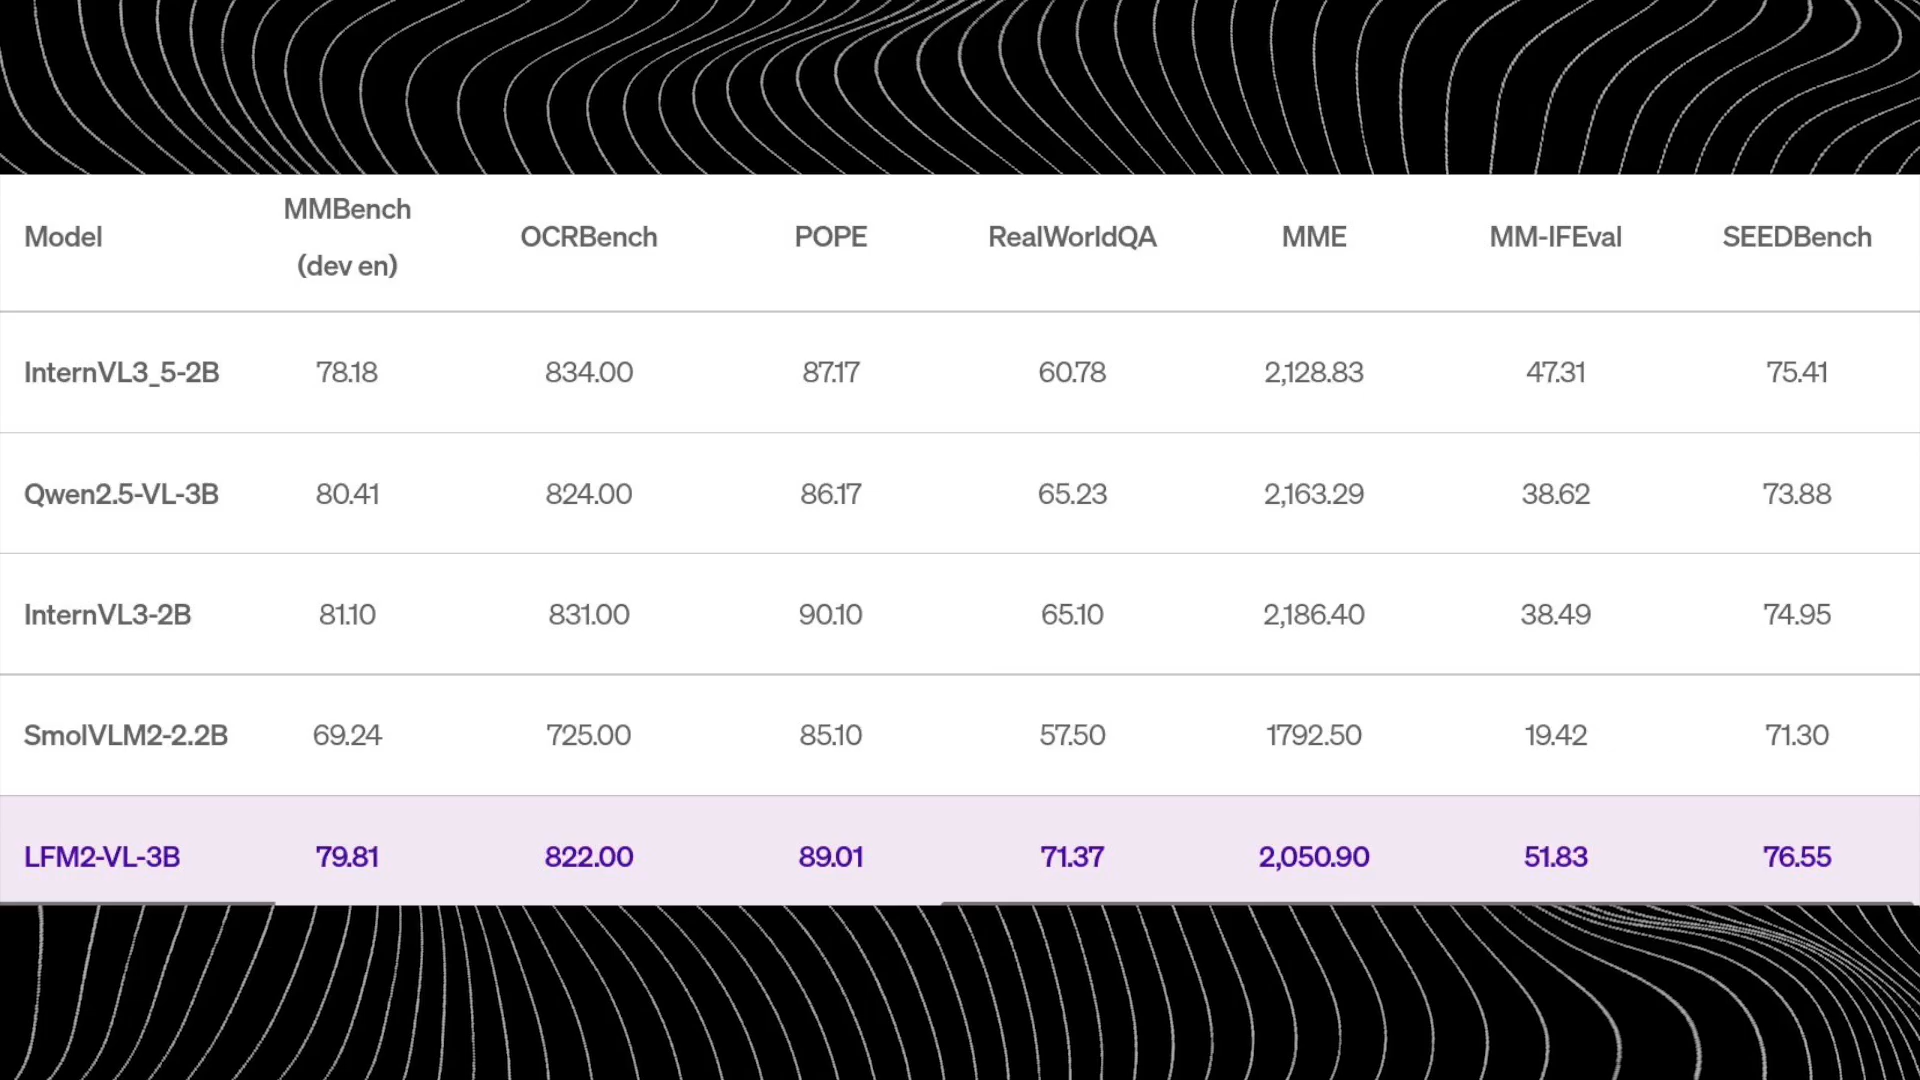 Model MMBench (dev en) OCRBench POPE RealWorldQA MME MM-IFEval SEEDBench
InternVL3_5-2B 78.18 834.00 87.17 60.78 2,128.83 47.31 75.41
Qwen2.5-VL-3B 80.41 824.00 86.17 65.23 2,163.29 38.62 73.88
InternVL3-2B 81.10 831.00 90.10 65.10 2,186.40 38.49 74.95
SmolVLM2-2.2B 69.24 725.00 85.10 57.50 1792.50 19.42 71.30
LFM2-VL-3B 79.81 822.00 89.01 71.37 2,050.90 51.83 76.55